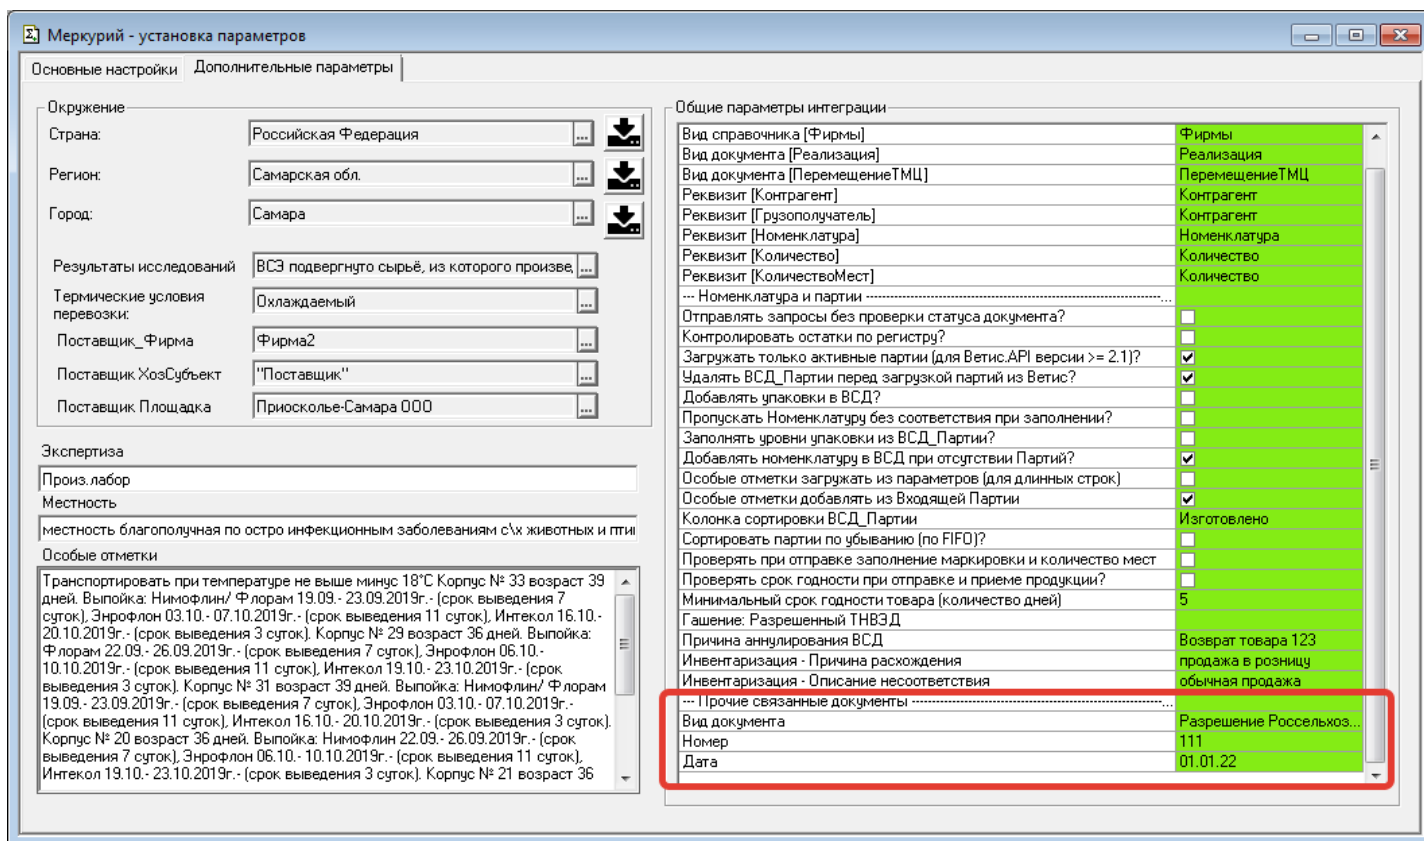 Меркурий - установка параметров
Основные настройки
Дополнительные параметры
Окружение
Страна:
Российская Федерация
...
Регион:
Самарская обл.
...
Город:
Самара
...
Результаты исследований
ВСЭ подвергнуто сырьё, из которого произве,
...
Термические условия
перевозки:
Охлаждаемый
...
Поставщик_Фирма
Фирма2
...
Поставщик ХозСубъект
"Поставщик"
...
Поставщик Площадка
Приосколье-Самара ООО
...
Экспертиза
Произ.лабор
Местность
местность благополучная по остро инфекционным заболеваниям с\х животных и пти
Особые отметки
Транспортировать при температуре не выше минус 18°С Корпус № 33 возраст 39
дней. Выпойка: Нимофлин/ Флорам 19.09.- 23.09.2019г.- (срок выведения 7
суток), Энрофлон 03.10.- 07.10.2019г.- (срок выведения 11 суток), Интекол 16.10.-
20.10.2019г.- (срок выведения 3 суток). Корпус № 29 возраст 36 дней. Выпойка:
Флорам 22.09.- 26.09.2019г.- (срок выведения 7 суток), Энрофлон 06.10.-
10.10.2019г.- (срок выведения 11 суток), Интекол 19.10.- 23.10.2019г.- (срок
выведения 3 суток). Корпус № 31 возраст 39 дней. Выпойка: Нимофлин/ Флорам
19.09.- 23.09.2019г.- (срок выведения 7 суток), Энрофлон 03.10.- 07.10.2019г.-
(срок выведения 11 суток), Интекол 16.10.- 20.10.2019г.- (срок выведения 3 суток).
Корпус № 20 возраст 36 дней. Выпойка: Нимофлин 22.09.- 26.09.2019г.- (срок
выведения 7 суток), Энрофлон 06.10.- 10.10.2019г.- (срок выведения 11 суток),
Интекол 19.10.- 23.10.2019г.- (срок выведения 3 суток). Корпус № 21 возраст 36
Общие параметры интеграции
Вид справочника [Фирмы] Фирмы
Вид документа [Реализация] Реализация
Вид документа [ПеремещениеТМЦ] ПеремещениеТМЦ
Реквизит [Контрагент] Контрагент
Реквизит [Грузополучатель] Контрагент
Реквизит [Номенклатура] Номенклатура
Реквизит [Количество] Количество
Реквизит [КоличествоМест] Количество
--- Номенклатура и партии ---...
Отправлять запросы без проверки статуса документа?
Контролировать остатки по регистру?
Загружать только активные партии (для Ветис.API версии >= 2.1)?
Удалять ВСД_Партии перед загрузкой партий из Ветис?
Добавлять упаковки в ВСД?
Пропускать Номенклатуру без соответствия при заполнении?
Заполнять уровни упаковки из ВСД_Партии?
Добавлять номенклатуру в ВСД при отсутствии Партий?
Особые отметки загружать из параметров (для длинных строк)
Особые отметки добавлять из Входящей Партии
Колонка сортировки ВСД_Партии Изготовлено
Сортировать партии по убыванию (по FIFO)?
Проверять при отправке заполнение маркировки и количество мест
Проверять срок годности при отправке и приеме продукции?
Минимальный срок годности товара (количество дней) 5
Гашение: Разрешенный ТНВЭД
Причина аннулирования ВСД Возврат товара 123
Инвентаризация - Причина расхождения продажа в розницу
Инвентаризация - Описание несоответствия обычная продажа
--- Прочие связанные документы ---...
Вид документа Разрешение Россельхоз...
Номер 111
Дата 01.01.22